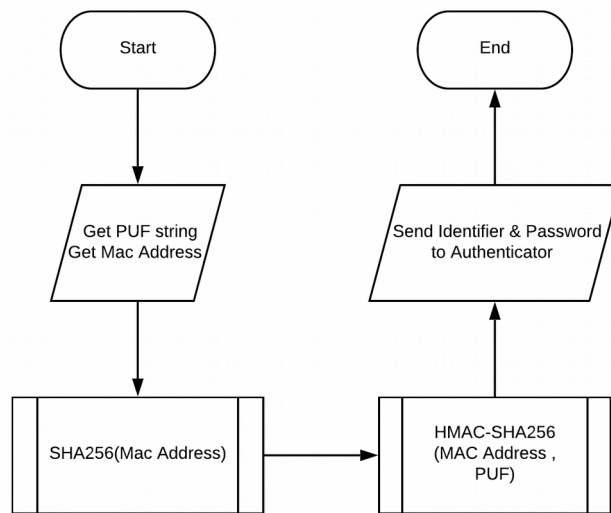 Start
Get PUF string
Get Mac Address
SHA256(Mac Address)
HMAC-SHA256
(MAC Address ,
PUF)
Send Identifier & Password
to Authenticator
End